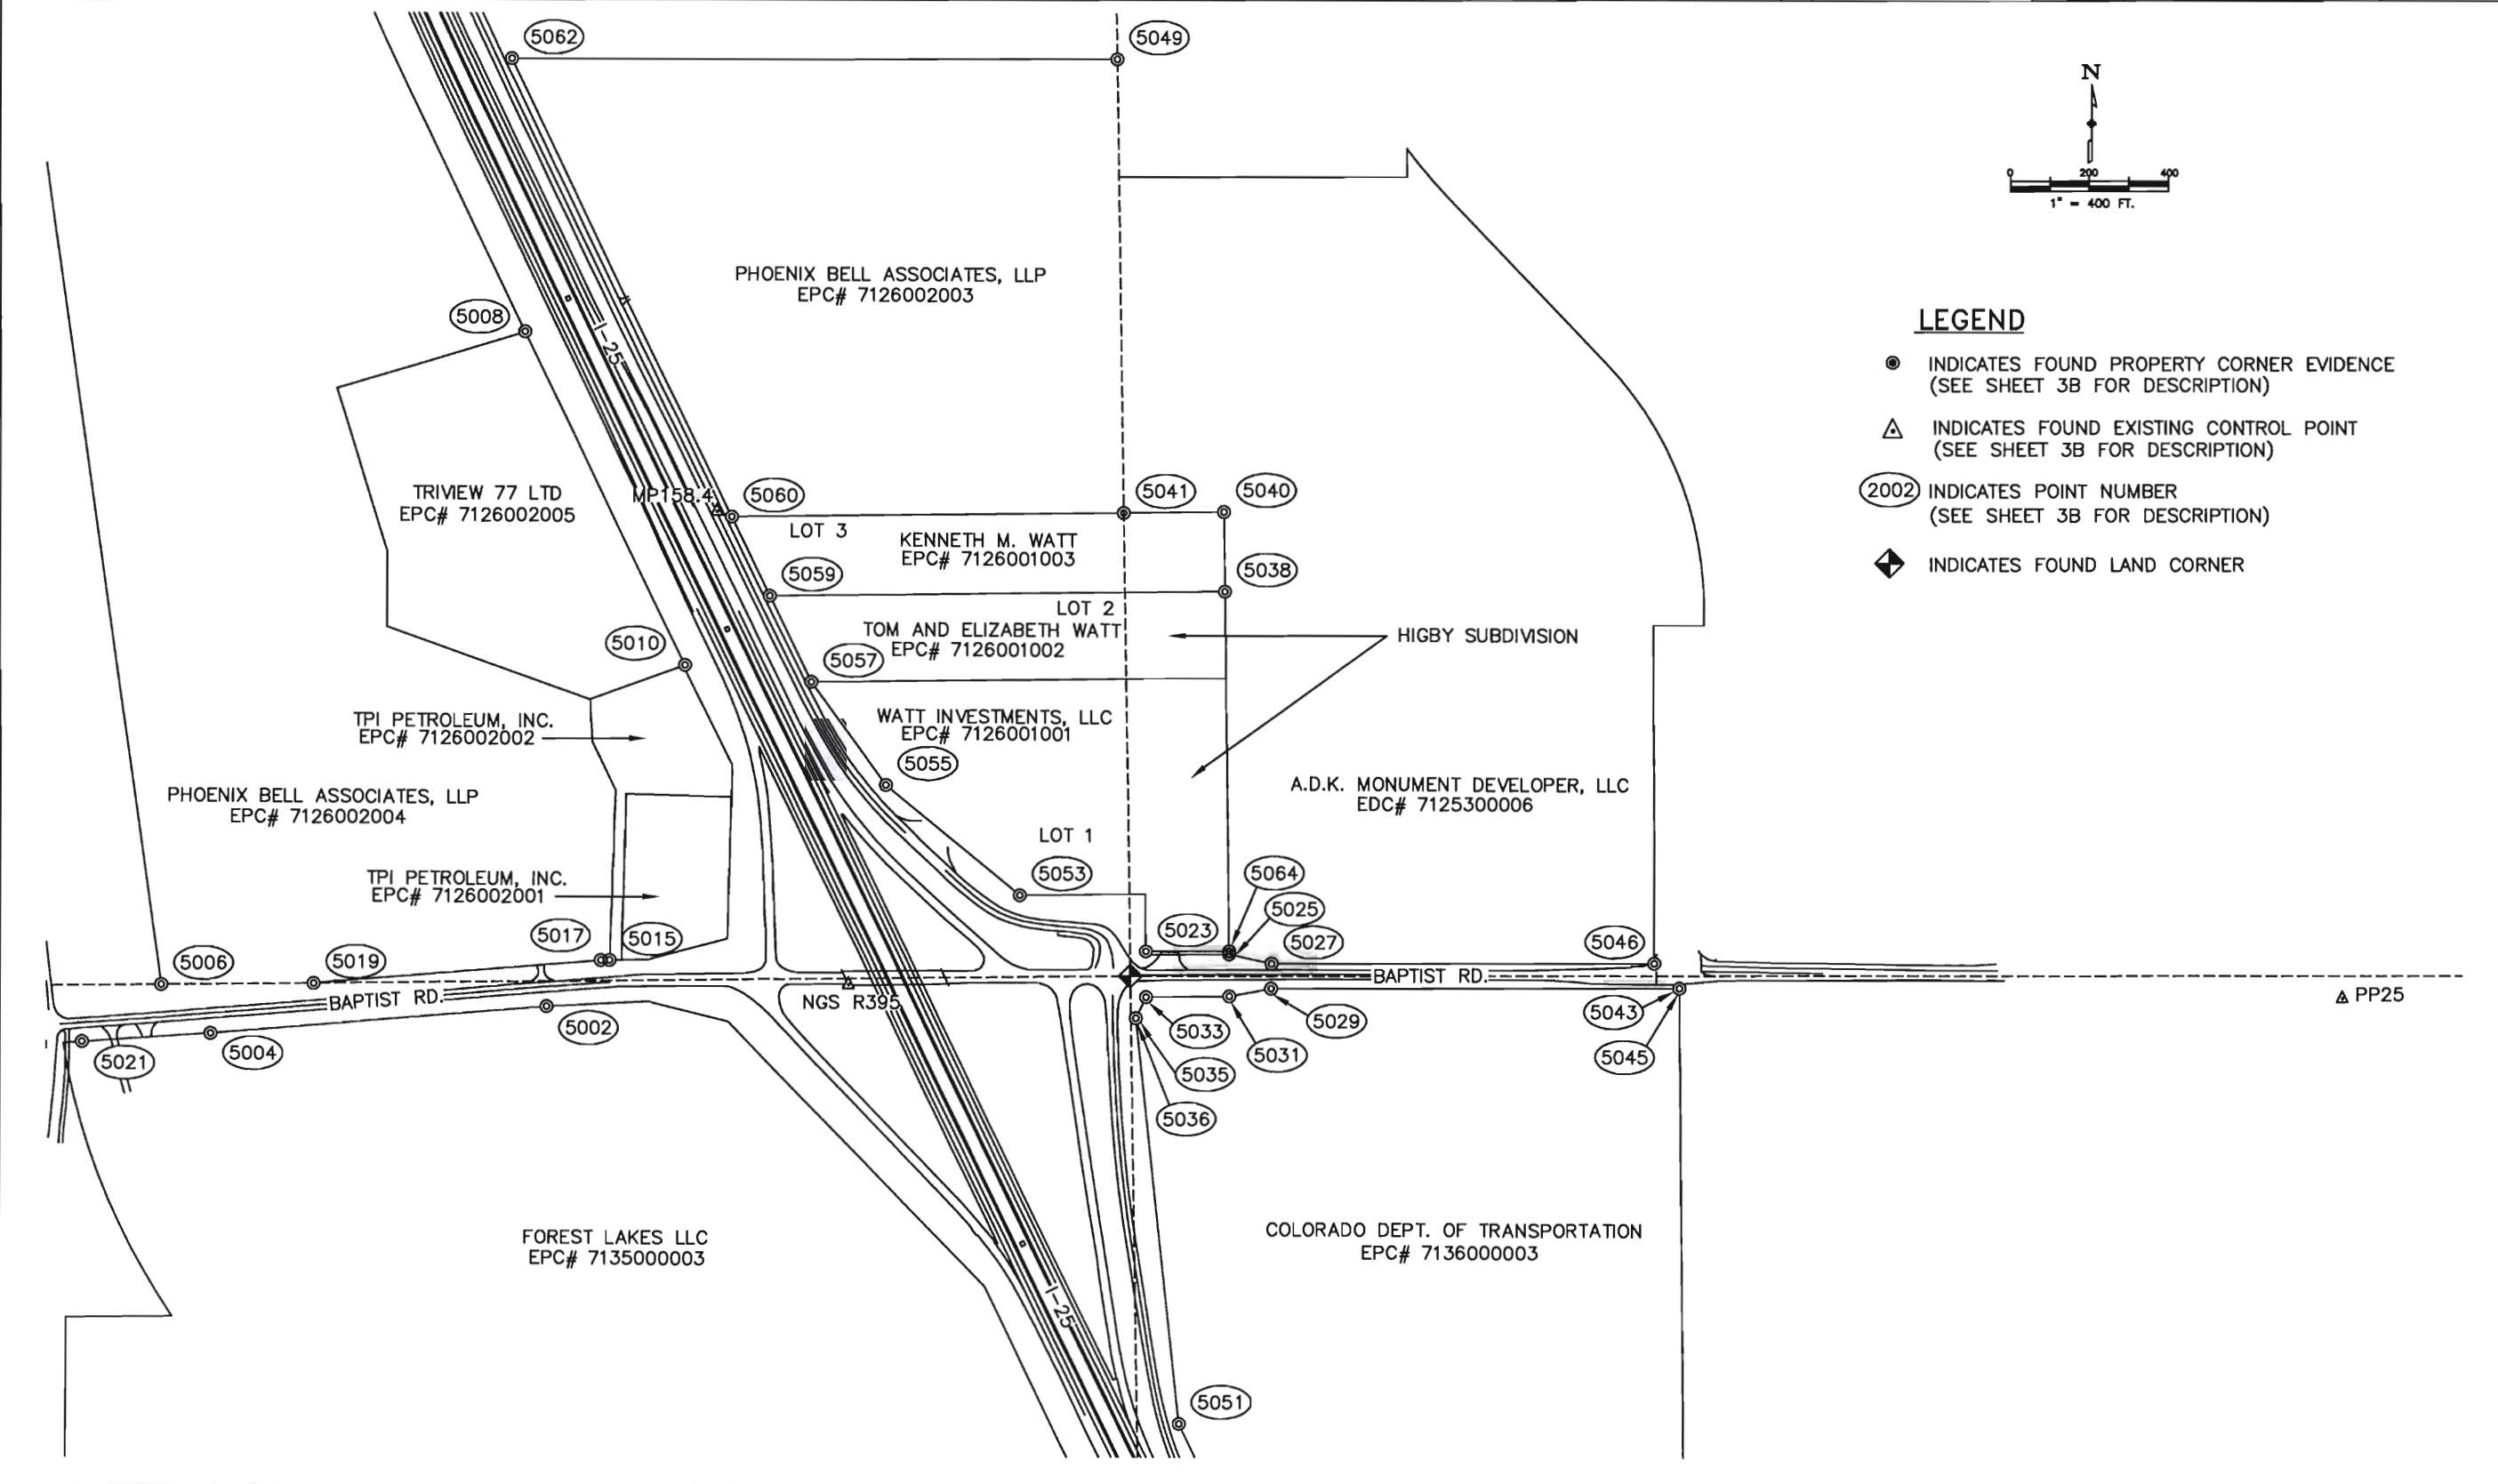 5062
5049
N
0 200 400
1" = 400 FT.
PHOENIX BELL ASSOCIATES, LLP
EPC# 7126002003
5008
I-25
LEGEND
INDICATES FOUND PROPERTY CORNER EVIDENCE
(SEE SHEET 3B FOR DESCRIPTION)
INDICATES FOUND EXISTING CONTROL POINT
(SEE SHEET 3B FOR DESCRIPTION)
2002 INDICATES POINT NUMBER
(SEE SHEET 3B FOR DESCRIPTION)
INDICATES FOUND LAND CORNER
TRIVIEW 77 LTD
EPC# 7126002005
MP158.4
5060
5041
5040
LOT 3
KENNETH M. WATT
EPC# 7126001003
5059
5038
LOT 2
TOM AND ELIZABETH WATT
EPC# 7126001002
HIGBY SUBDIVISION
5010
5057
TPI PETROLEUM, INC.
EPC# 7126002002
WATT INVESTMENTS, LLC
EPC# 7126001001
5055
PHOENIX BELL ASSOCIATES, LLP
EPC# 7126002004
A.D.K. MONUMENT DEVELOPER, LLC
EDC# 7125300006
LOT 1
TPI PETROLEUM, INC.
EPC# 7126002001
5053
5064
5025
5017
5015
5023
5027
5046
5006
5019
BAPTIST RD.
BAPTIST RD.
NGS R395
PP25
5002
5033
5029
5043
5021
5004
5031
5045
5035
5036
FOREST LAKES LLC
EPC# 7135000003
COLORADO DEPT. OF TRANSPORTATION
EPC# 7136000003
I-25
5051